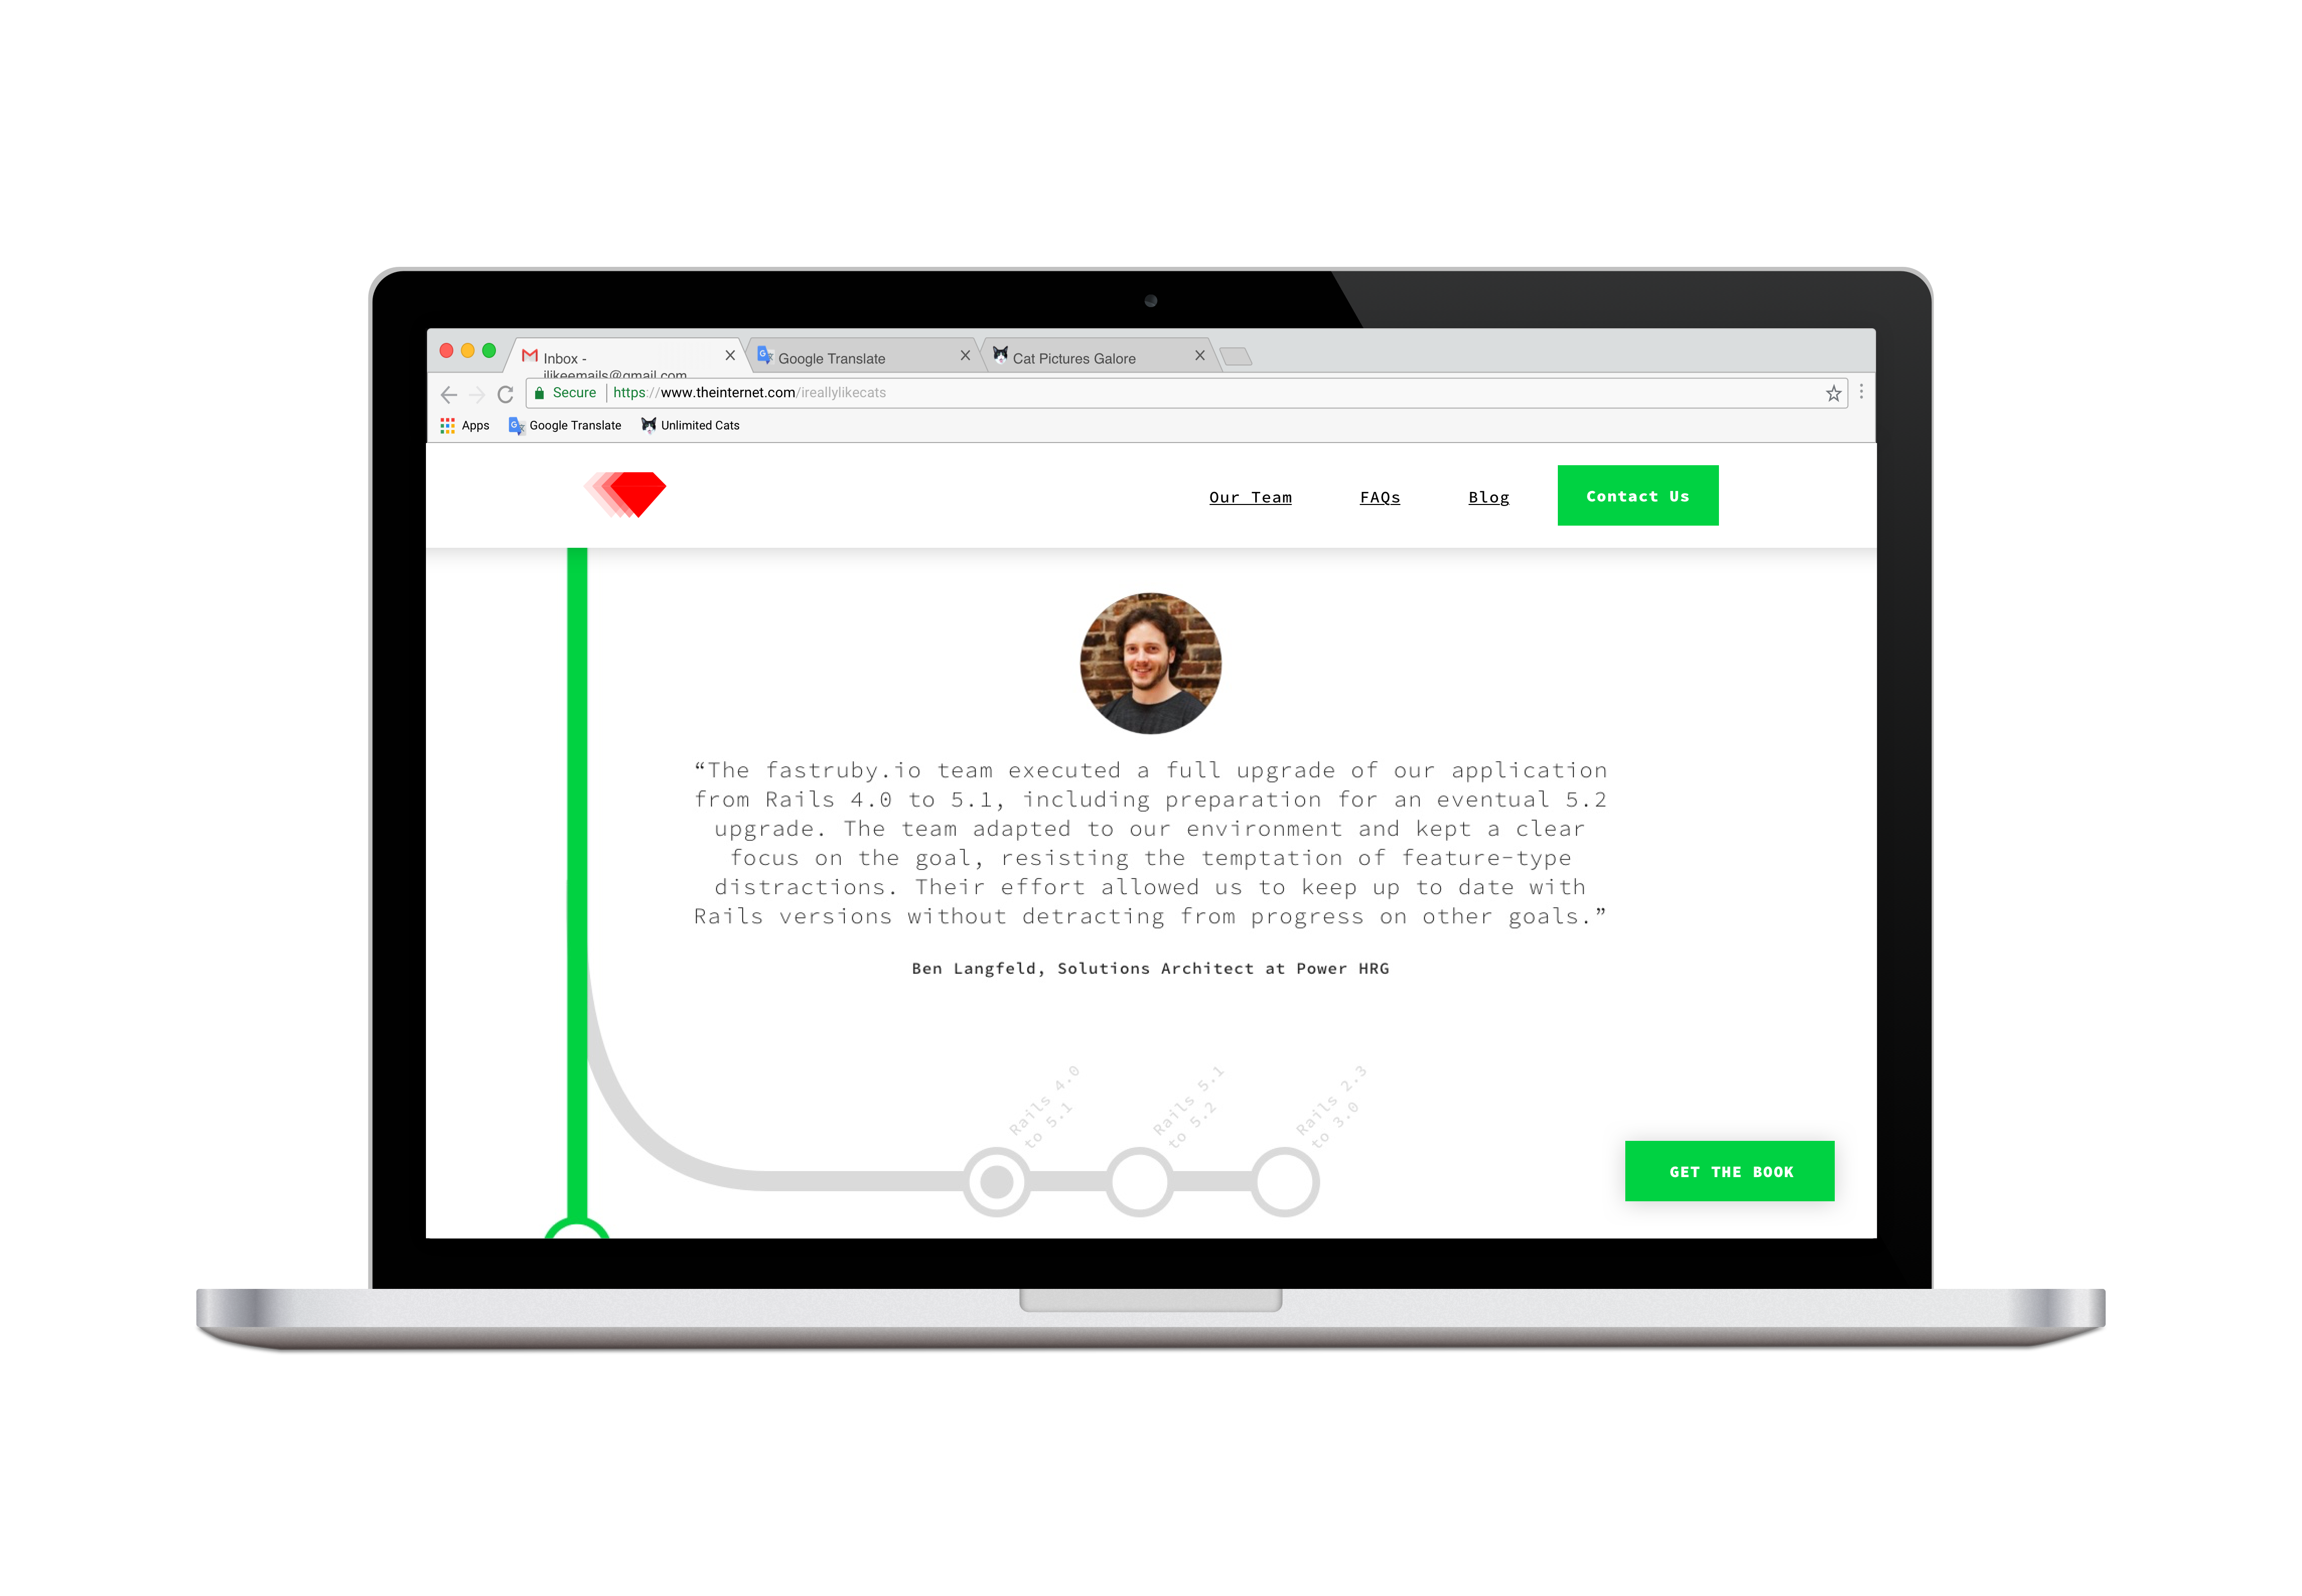 Inbox -
ilikeemails@gmail.com
Google Translate
Cat Pictures Galore
Secure https://www.theinternet.com/ireallylikecats
Apps Google Translate Unlimited Cats
Our Team FAQs Blog Contact Us
“The fastruby.io team executed a full upgrade of our application
from Rails 4.0 to 5.1, including preparation for an eventual 5.2
upgrade. The team adapted to our environment and kept a clear
focus on the goal, resisting the temptation of feature-type
distractions. Their effort allowed us to keep up to date with
Rails versions without detracting from progress on other goals.”
Ben Langfeld, Solutions Architect at Power HRG
Rails 4.0
to 5.1
Rails 5.1
to 5.2
Rails 2.3
to 3.0
GET THE BOOK